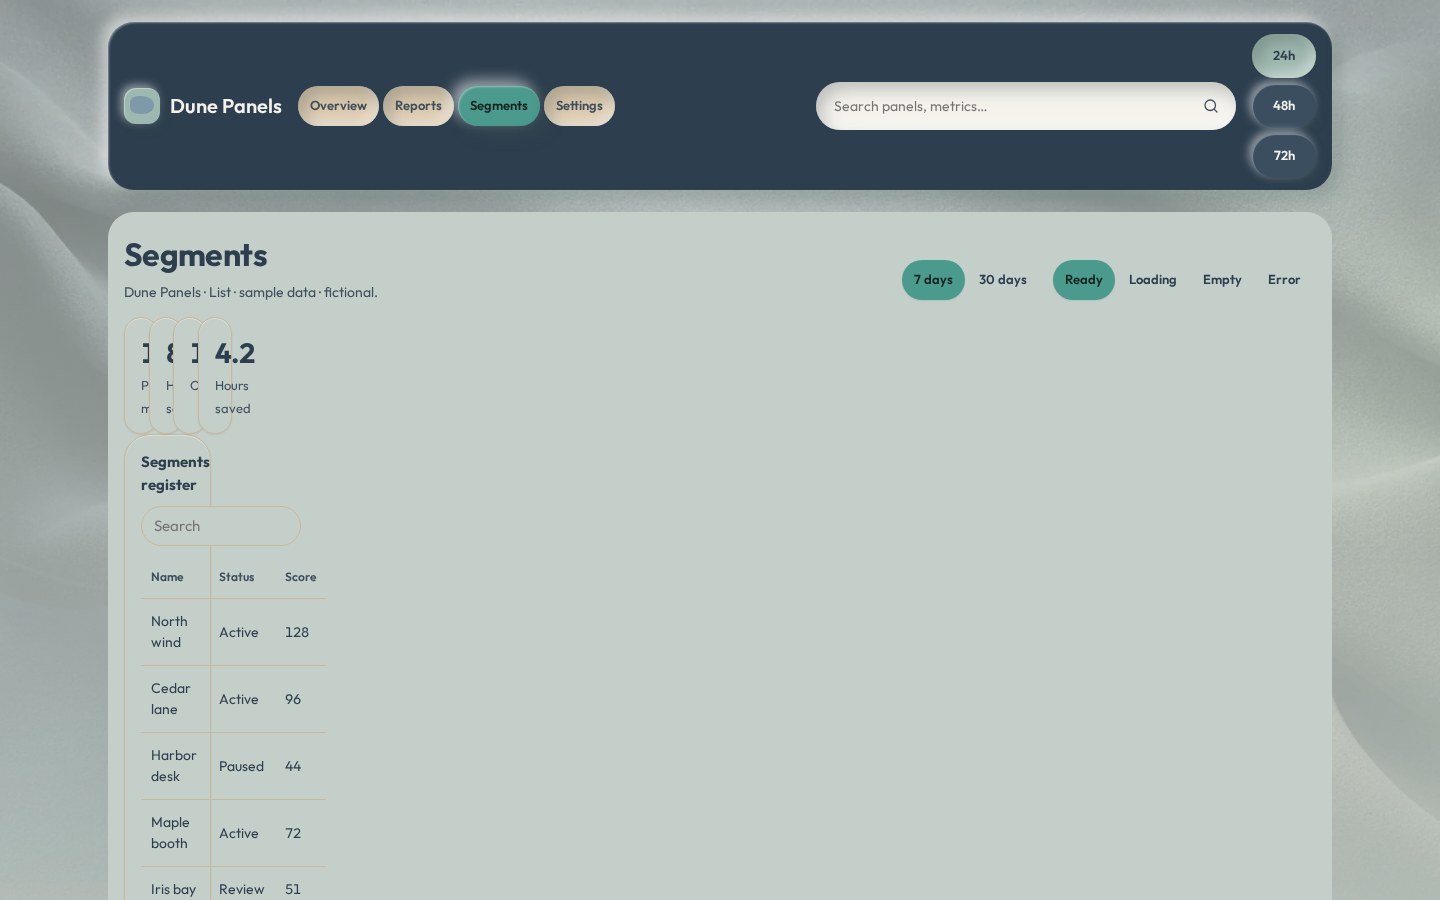 Dune Panels
Overview
Reports
Segments
Settings
Search panels, metrics...
24h
48h
72h
Segments
Dune Panels · List · sample data · fictional.
7 days
30 days
Ready
Loading
Empty
Error
4.2
Hours
saved
Segments
register
Search
Name Status Score
North wind Active 128
Cedar lane Active 96
Harbor desk Paused 44
Maple booth Active 72
Iris bay Review 51